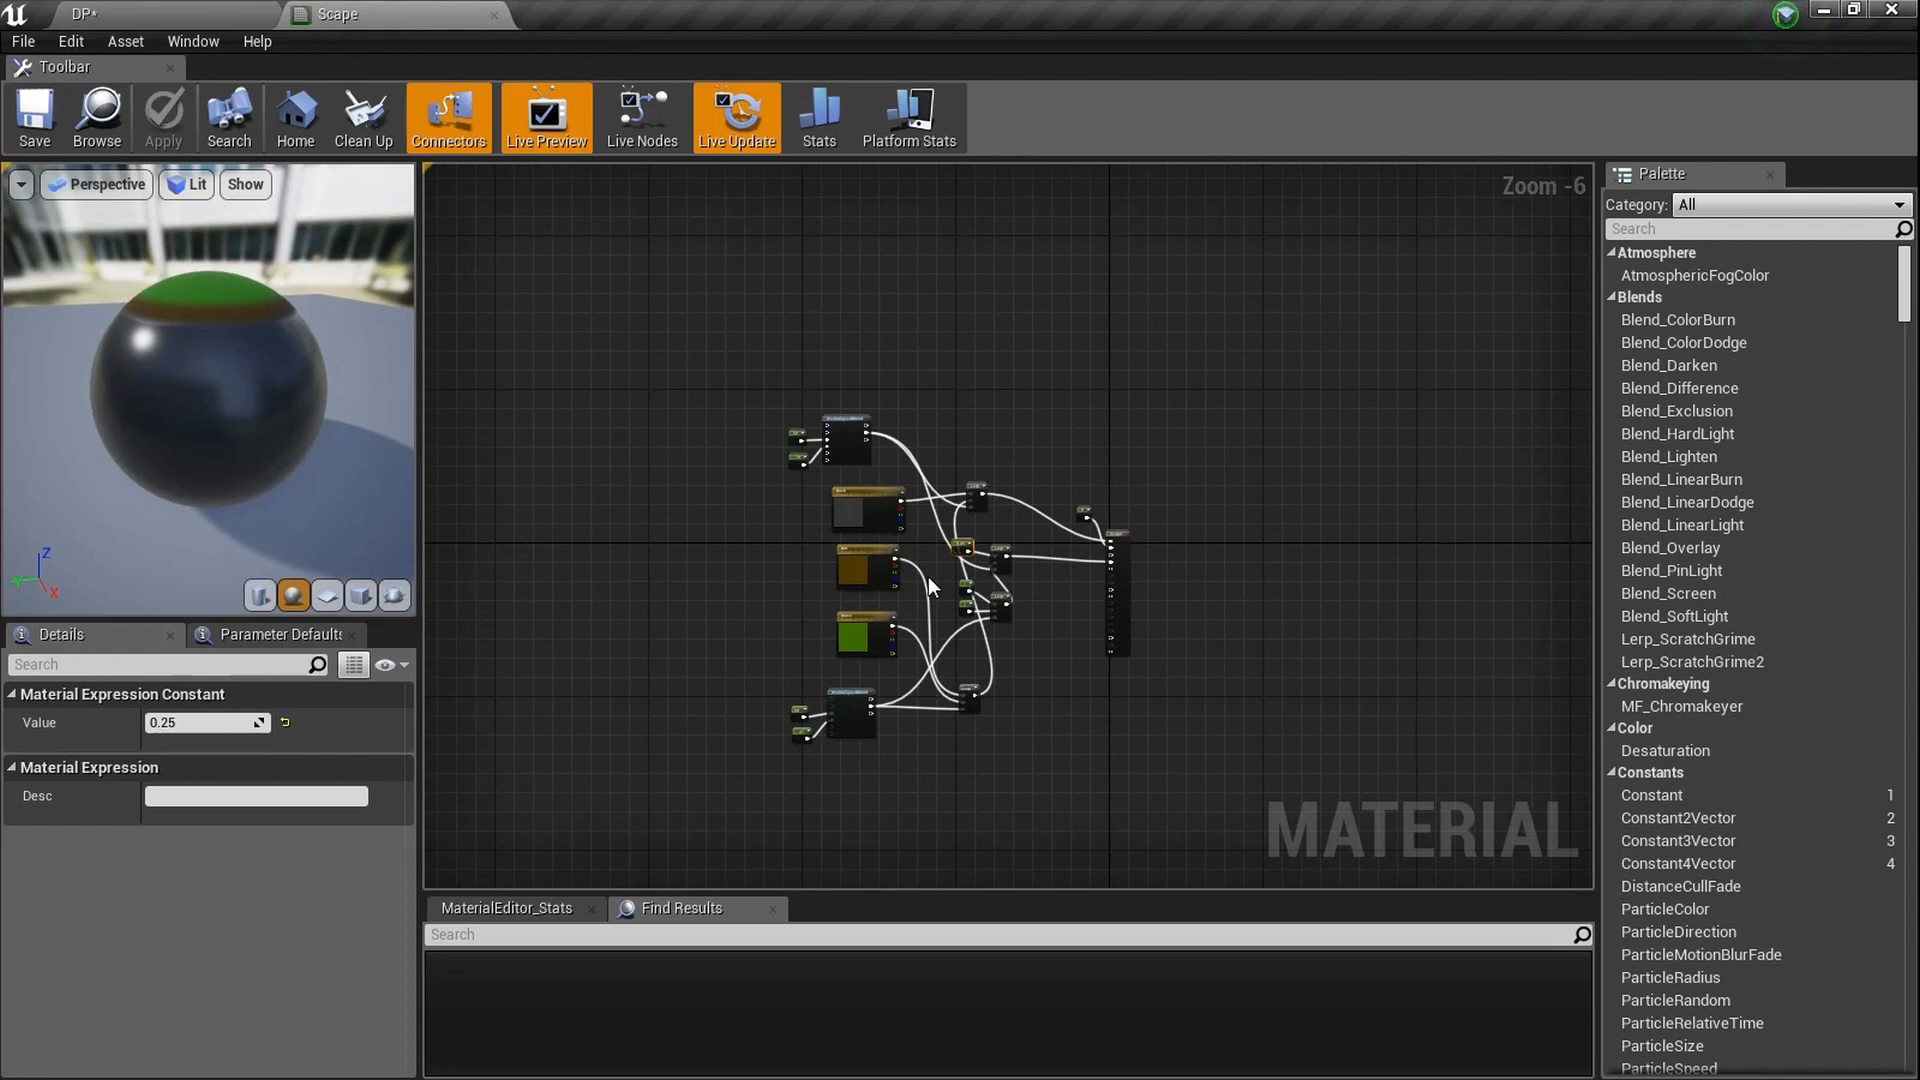 DP*
Scape
File Edit Asset Window Help
Toolbar
Save Browse Apply Search Home Clean Up Connectors Live Preview Live Nodes Live Update Stats Platform Stats
Perspective Lit Show
Zoom -6
Z
X
MATERIAL
Details
Parameter Defaults
Search
Material Expression Constant
Value 0.25
Material Expression
Desc
MaterialEditor_Stats
Find Results
Search
Palette
Category: All
Search
Atmosphere
AtmosphericFogColor
Blends
Blend_ColorBurn
Blend_ColorDodge
Blend_Darken
Blend_Difference
Blend_Exclusion
Blend_HardLight
Blend_Lighten
Blend_LinearBurn
Blend_LinearDodge
Blend_LinearLight
Blend_Overlay
Blend_PinLight
Blend_Screen
Blend_SoftLight
Lerp_ScratchGrime
Lerp_ScratchGrime2
Chromakeying
MF_Chromakeyer
Color
Desaturation
Constants
Constant 1
Constant2Vector 2
Constant3Vector 3
Constant4Vector 4
DistanceCullFade
ParticleColor
ParticleDirection
ParticleMotionBlurFade
ParticleRadius
ParticleRandom
ParticleRelativeTime
ParticleSize
ParticleSpeed